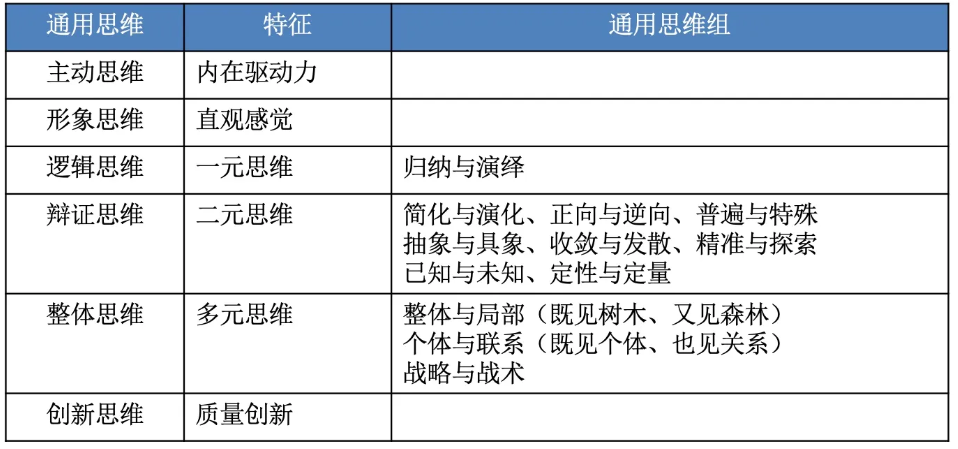 通用思维 特征 通用思维组
主动思维 内在驱动力
形象思维 直观感觉
逻辑思维 一元思维 归纳与演绎
辩证思维 二元思维 简化与演化、正向与逆向、普遍与特殊
抽象与具象、收敛与发散、精准与探索
已知与未知、定性与定量
整体思维 多元思维 整体与局部（既见树木、又见森林）
个体与联系（既见个体、也见关系）
战略与战术
创新思维 质量创新